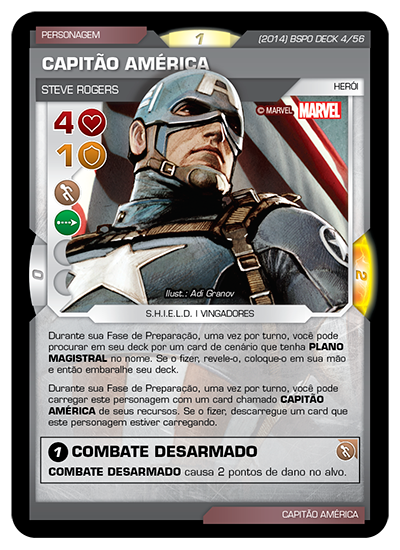 PERSONAGEM
1
(2014) BSPO DECK 4/56
CAPITÃO AMÉRICA
STEVE ROGERS
HERÓI
4
© MARVEL MARVEL
1
A
0
2
Ilust.: Adi Granov
S.H.I.E.L.D. | VINGADORES
Durante sua Fase de Preparação, uma vez por turno, você pode
procurar em seu deck por um card de cenário que tenha PLANO
MAGISTRAL no nome. Se o fizer, revele-o, coloque-o em sua mão
e então embaralhe seu deck.
Durante sua Fase de Preparação, uma vez por turno, você pode
carregar este personagem com um card chamado CAPITÃO
AMÉRICA de seus recursos. Se o fizer, descarregue um card que
este personagem estiver carregando.
1 COMBATE DESARMADO
COMBATE DESARMADO causa 2 pontos de dano no alvo.
CAPITÃO AMÉRICA